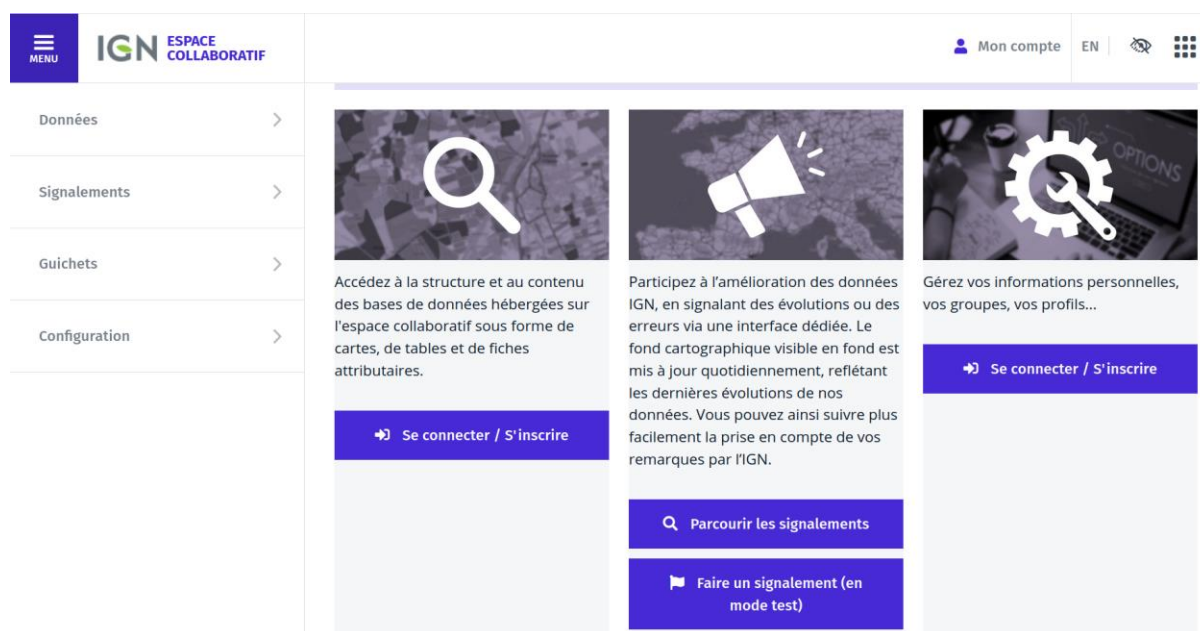 MENU
IGN ESPACE
COLLABORATIF
Mon compte
EN
Données
Signalements
Guichets
Configuration
OPTIONS
Accédez à la structure et au contenu
des bases de données hébergées sur
l'espace collaboratif sous forme de
cartes, de tables et de fiches
attributaires.
Se connecter / S'inscrire
Participez à l’amélioration des données
IGN, en signalant des évolutions ou des
erreurs via une interface dédiée. Le
fond cartographique visible en fond est
mis à jour quotidiennement, reflétant
les dernières évolutions de nos
données. Vous pouvez ainsi suivre plus
facilement la prise en compte de vos
remarques par l’IGN.
Parcourir les signalements
Faire un signalement (en
mode test)
Gérez vos informations personnelles,
vos groupes, vos profils...
Se connecter / S'inscrire